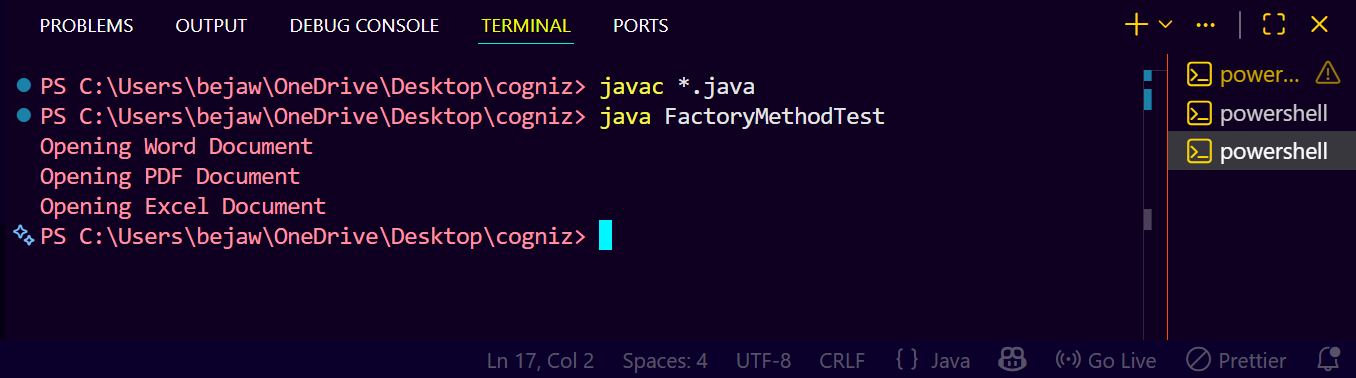 PROBLEMS OUTPUT DEBUG CONSOLE TERMINAL PORTS
PS C:\Users\bejaw\OneDrive\Desktop\cogniz> javac *.java
PS C:\Users\bejaw\OneDrive\Desktop\cogniz> java FactoryMethodTest
Opening Word Document
Opening PDF Document
Opening Excel Document
PS C:\Users\bejaw\OneDrive\Desktop\cogniz>
power...
powershell
powershell
Ln 17, Col 2 Spaces: 4 UTF-8 CRLF { } Java Go Live Prettier